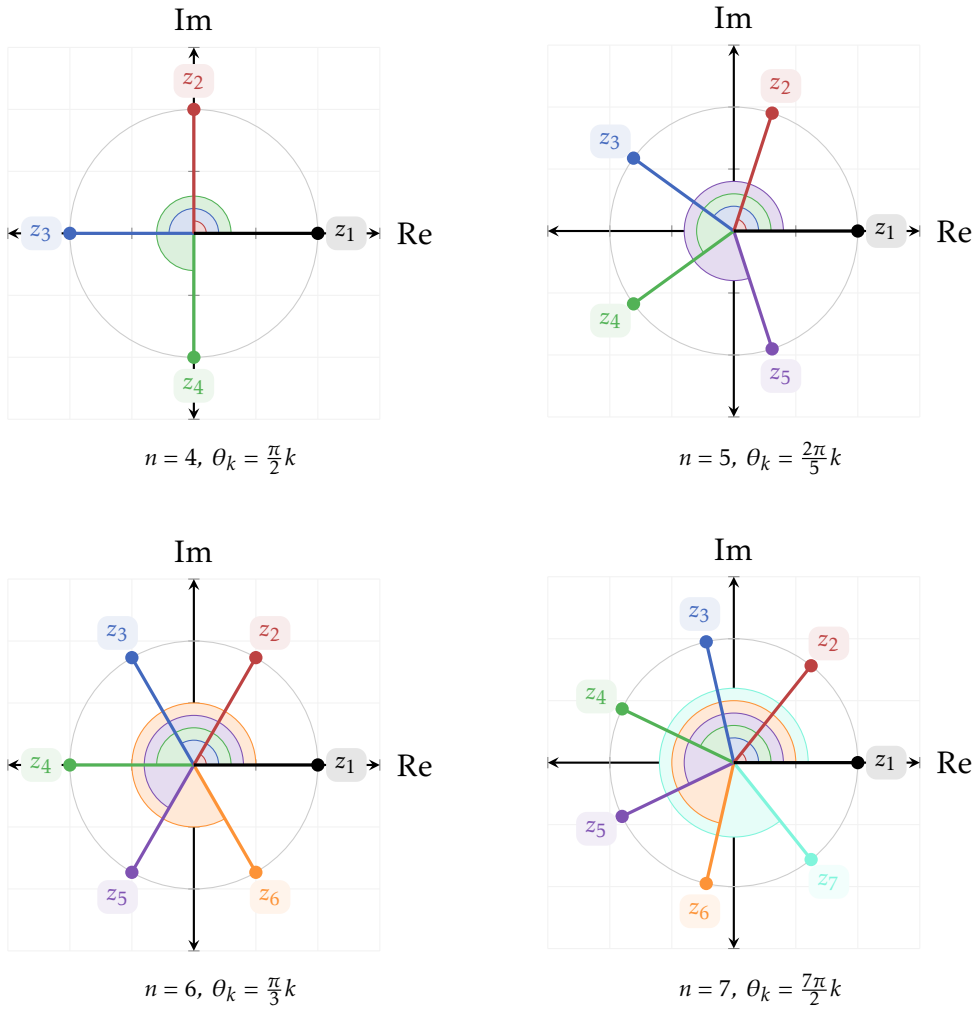 Im
z₂
z₃
z₁
Re
z₄
n = 4, θₖ = π/2 k
Im
z₂
z₃
z₁
Re
z₄
z₅
n = 5, θₖ = 2π/5 k
Im
z₃
z₂
z₄
z₁
Re
z₅
z₆
n = 6, θₖ = π/3 k
Im
z₃
z₂
z₄
z₁
Re
z₅
z₆
z₇
n = 7, θₖ = 7π/2 k